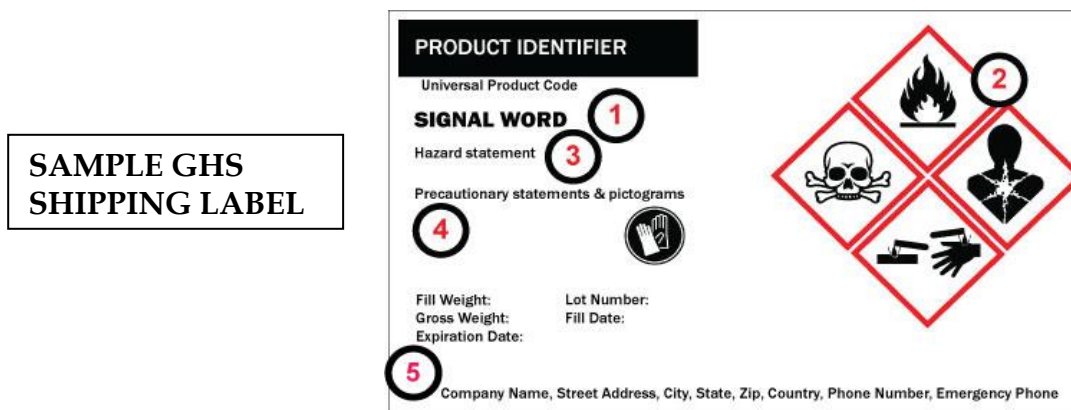 SAMPLE GHS
SHIPPING LABEL
PRODUCT IDENTIFIER
Universal Product Code
SIGNAL WORD
1
Hazard statement
3
Precautionary statements & pictograms
4
2
Fill Weight:
Lot Number:
Gross Weight:
Fill Date:
Expiration Date:
5
Company Name, Street Address, City, State, Zip, Country, Phone Number, Emergency Phone